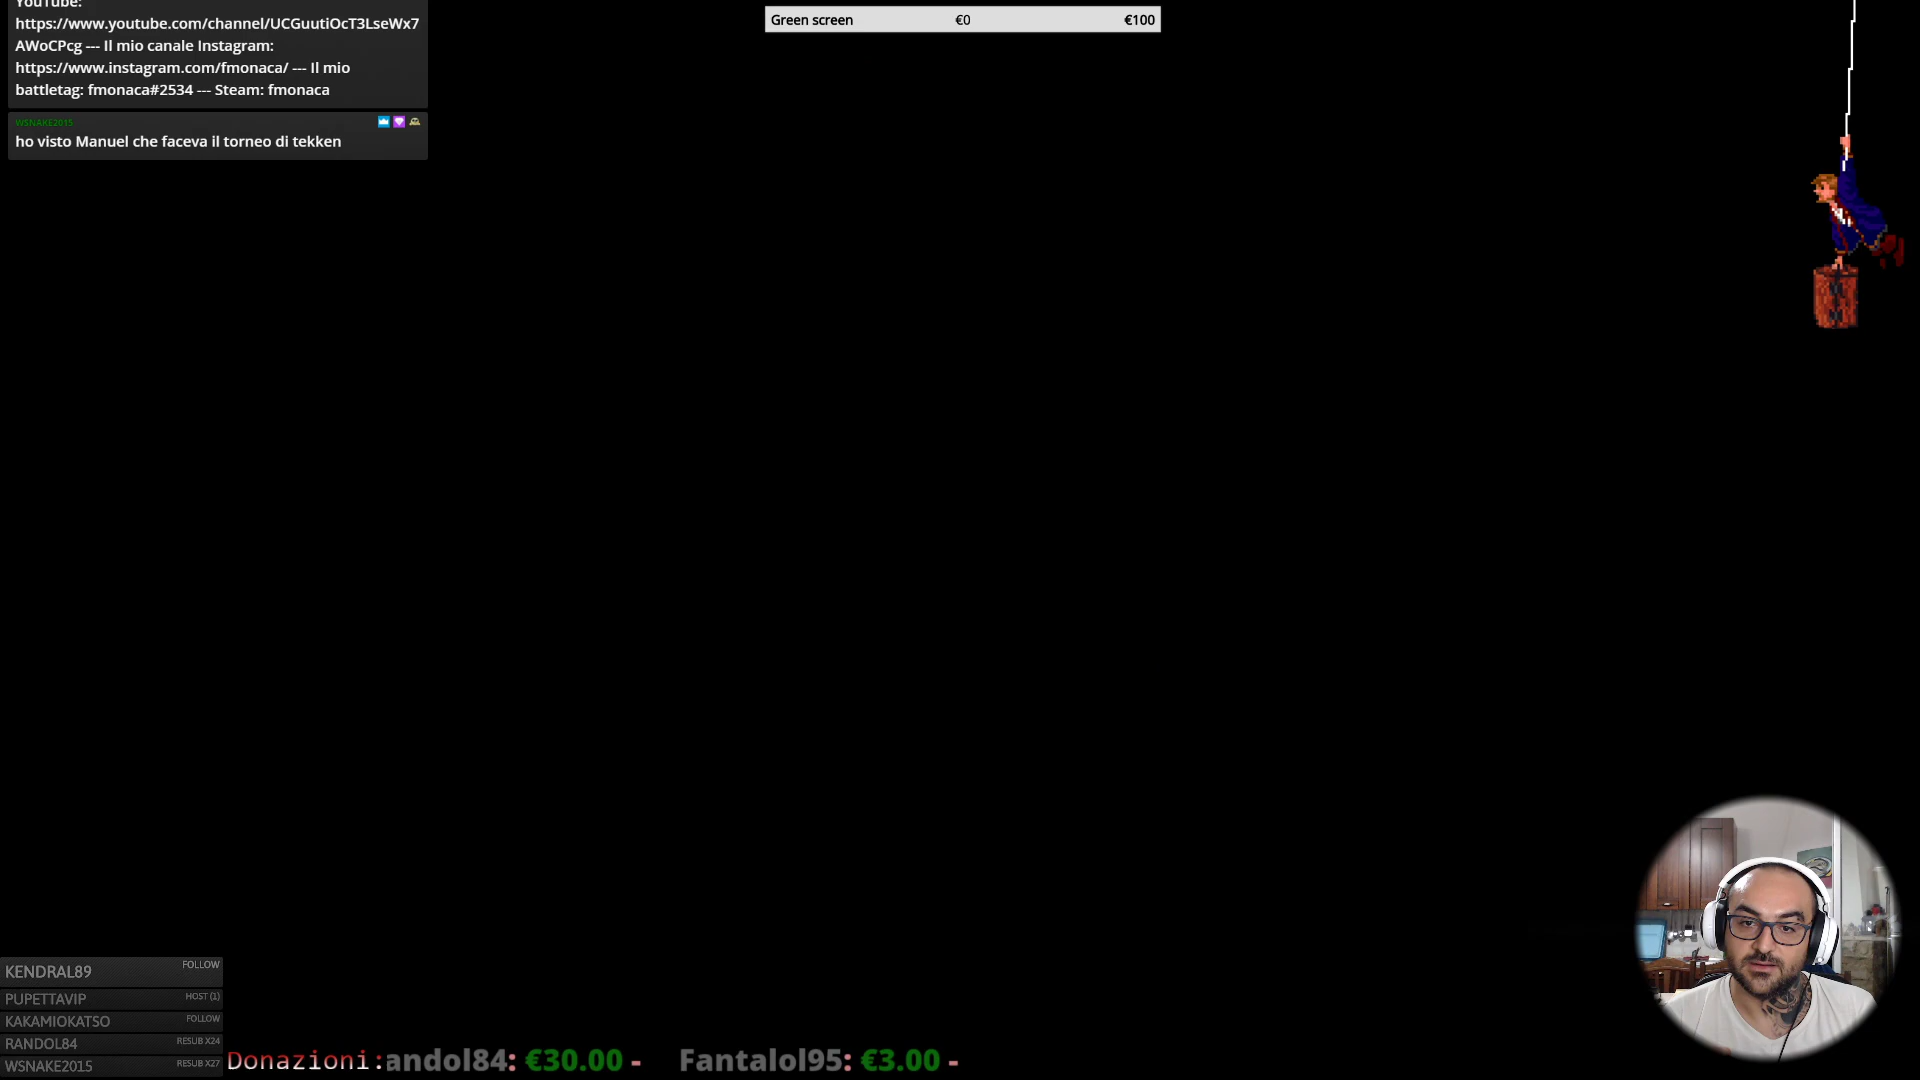 YouTube:
https://www.youtube.com/channel/UCGuutiOcT3LseWx7
AWoCPcg --- Il mio canale Instagram:
https://www.instagram.com/fmonaca/ --- Il mio
battletag: fmonaca#2534 --- Steam: fmonaca
WSNAKE2015
ho visto Manuel che faceva il torneo di tekken
Green screen €0 €100
KENDRAL89 FOLLOW
PUPETTAVIP HOST (1)
KAKAMIOKATSO FOLLOW
RANDOL84 RESUB X24
WSNAKE2015 RESUB X27
Donazioni:andol84: €30.00 - Fantalol95: €3.00 -